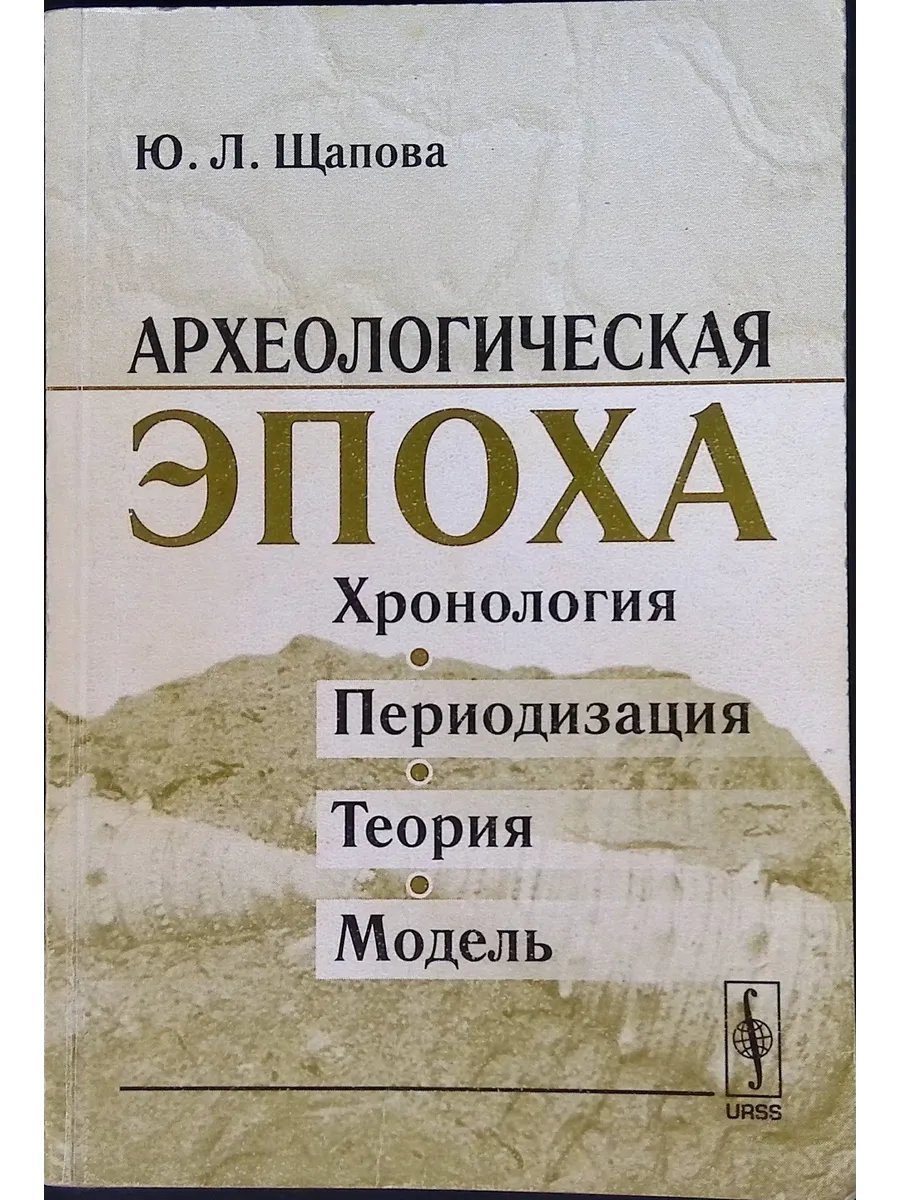 Ю. Л. Щапова
АРХЕОЛОГИЧЕСКАЯ
ЭПОХА
Хронология
Периодизация
Теория
Модель
URSS